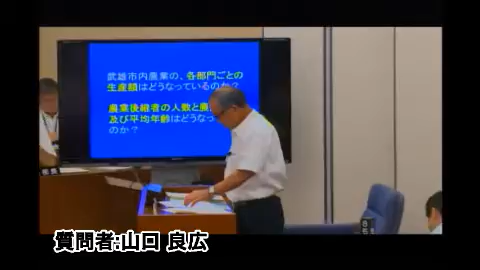 武雄市内農業の、各部門ごとの
生産額はどうなっているのか？
農業後継者の人数と農
及び平均年齢はどうなっ
のか？
質問者:山口 良広